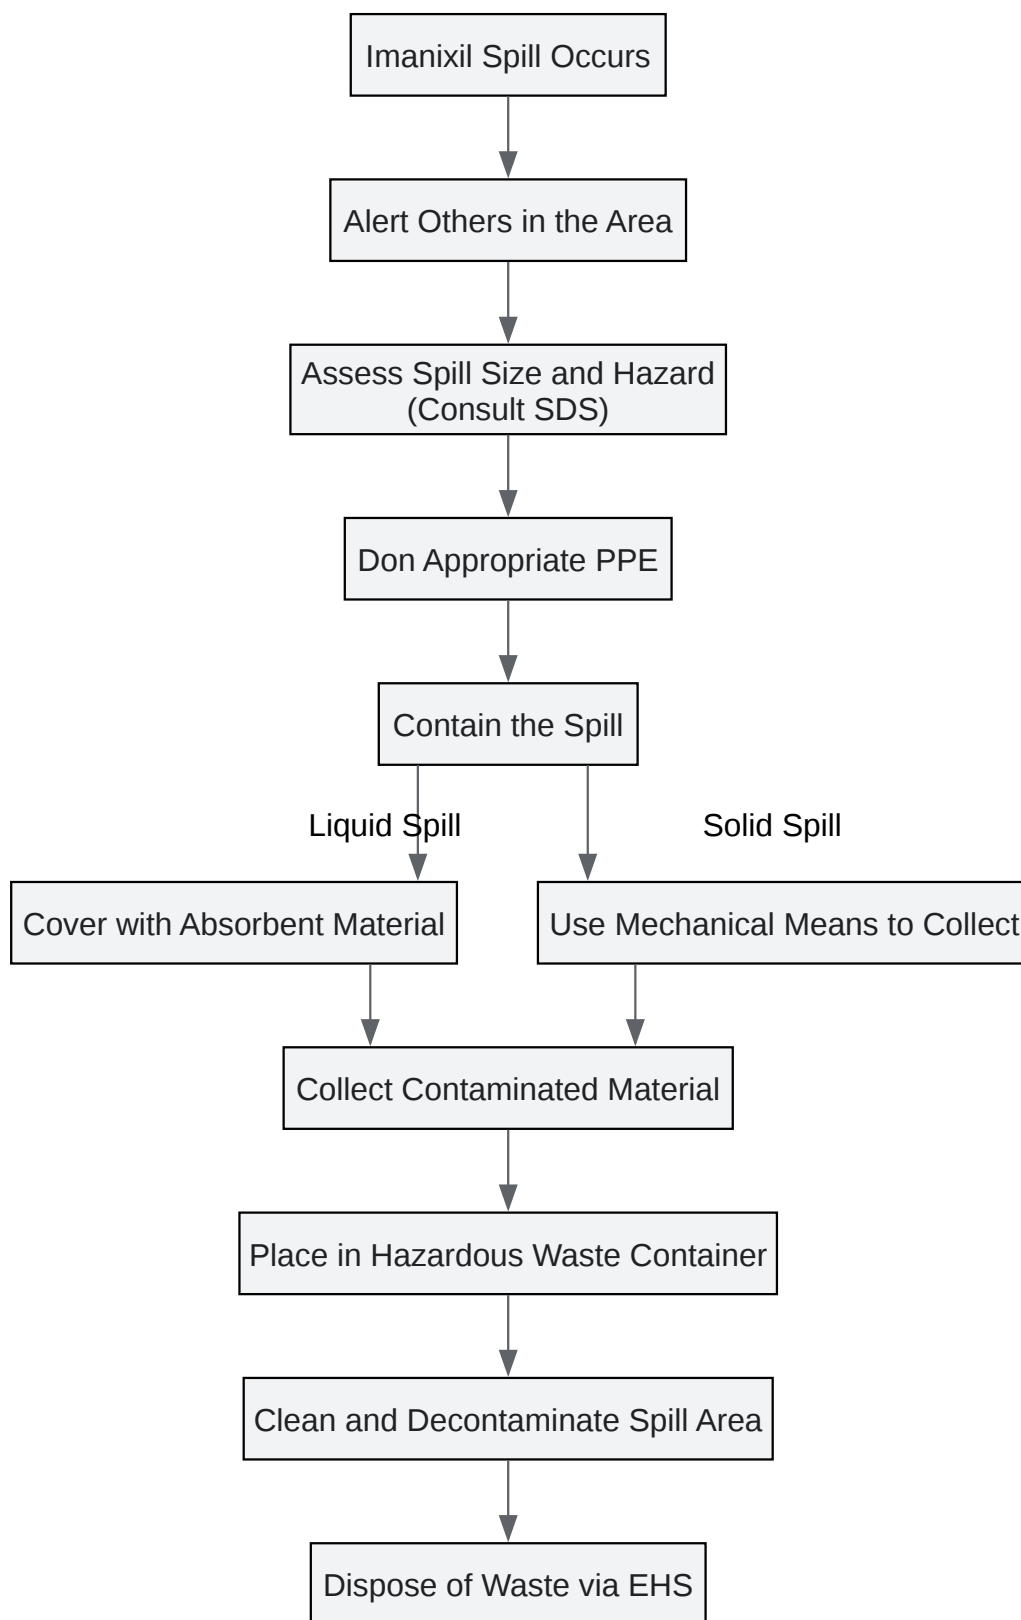 Imanixil Spill Occurs
Alert Others in the Area
Assess Spill Size and Hazard
(Consult SDS)
Don Appropriate PPE
Contain the Spill
Liquid Spill
Solid Spill
Cover with Absorbent Material
Use Mechanical Means to Collect
Collect Contaminated Material
Place in Hazardous Waste Container
Clean and Decontaminate Spill Area
Dispose of Waste via EHS